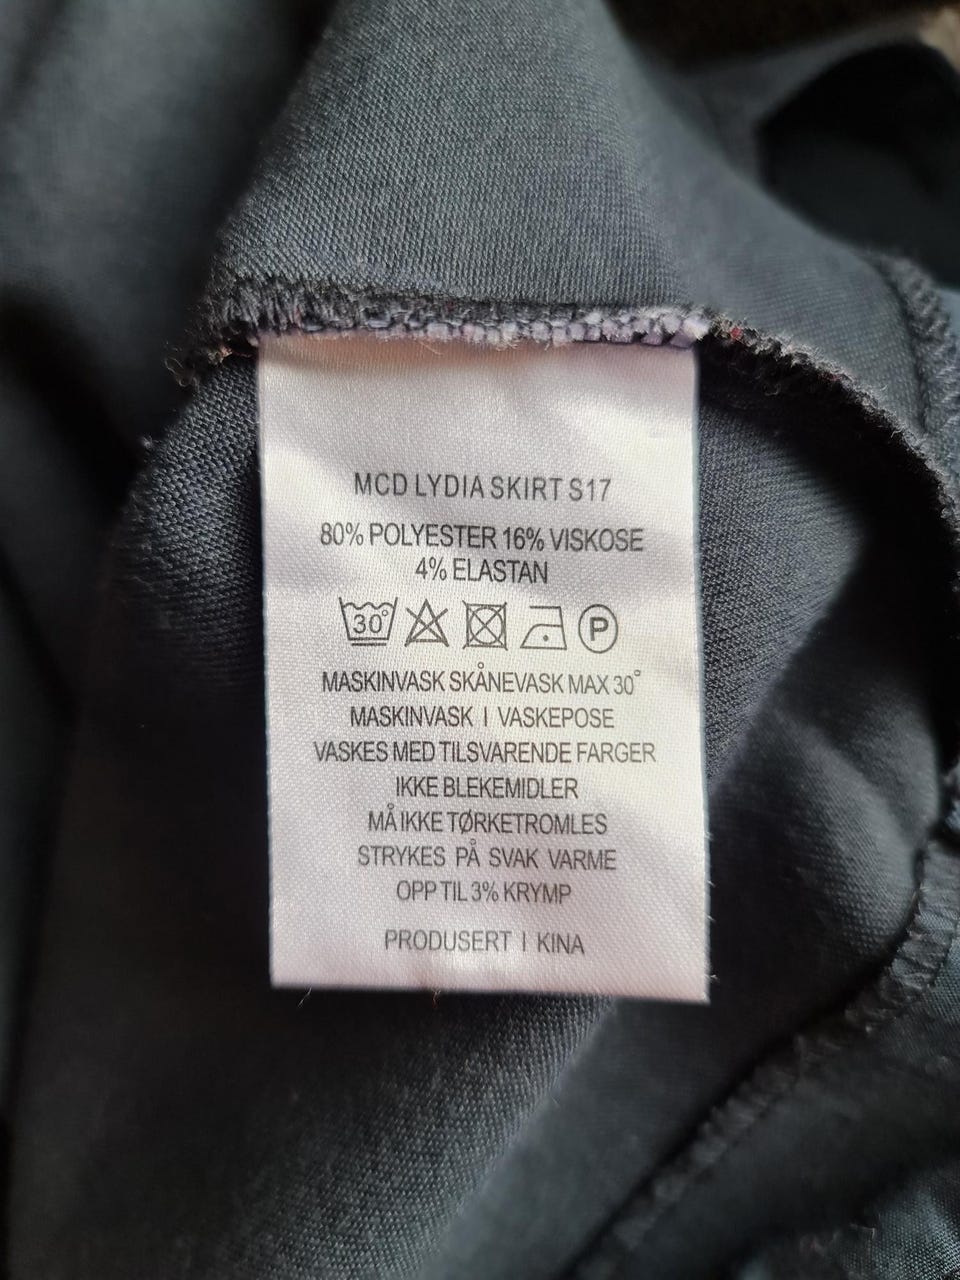 MCD LYDIA SKIRT S17
80% POLYESTER 16% VISKOSE
4% ELASTAN
30° P
MASKINVASK SKÅNEVASK MAX 30°
MASKINVASK I VASKEPOSE
VASKES MED TILSVARENDE FARGER
IKKE BLEKEMIDLER
MÅ IKKE TØRKETROMLES
STRYKES PÅ SVAK VARME
OPP TIL 3% KRYMP
PRODUSERT I KINA